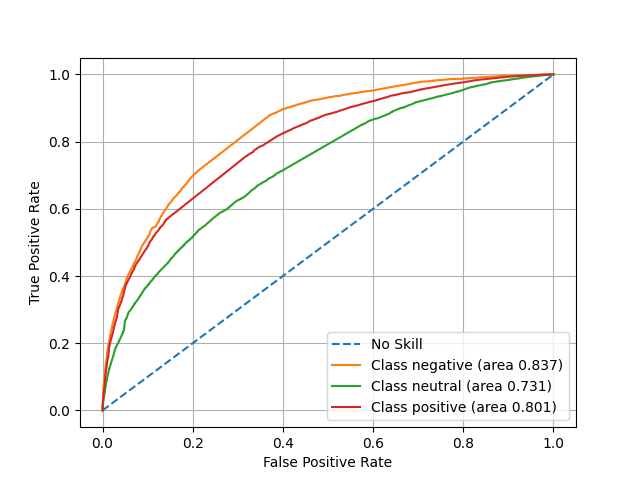 1.0
0.8
0.6
0.4
0.2
0.0
True Positive Rate
No Skill
Class negative (area 0.837)
Class neutral (area 0.731)
Class positive (area 0.801)
0.0 0.2 0.4 0.6 0.8 1.0
False Positive Rate